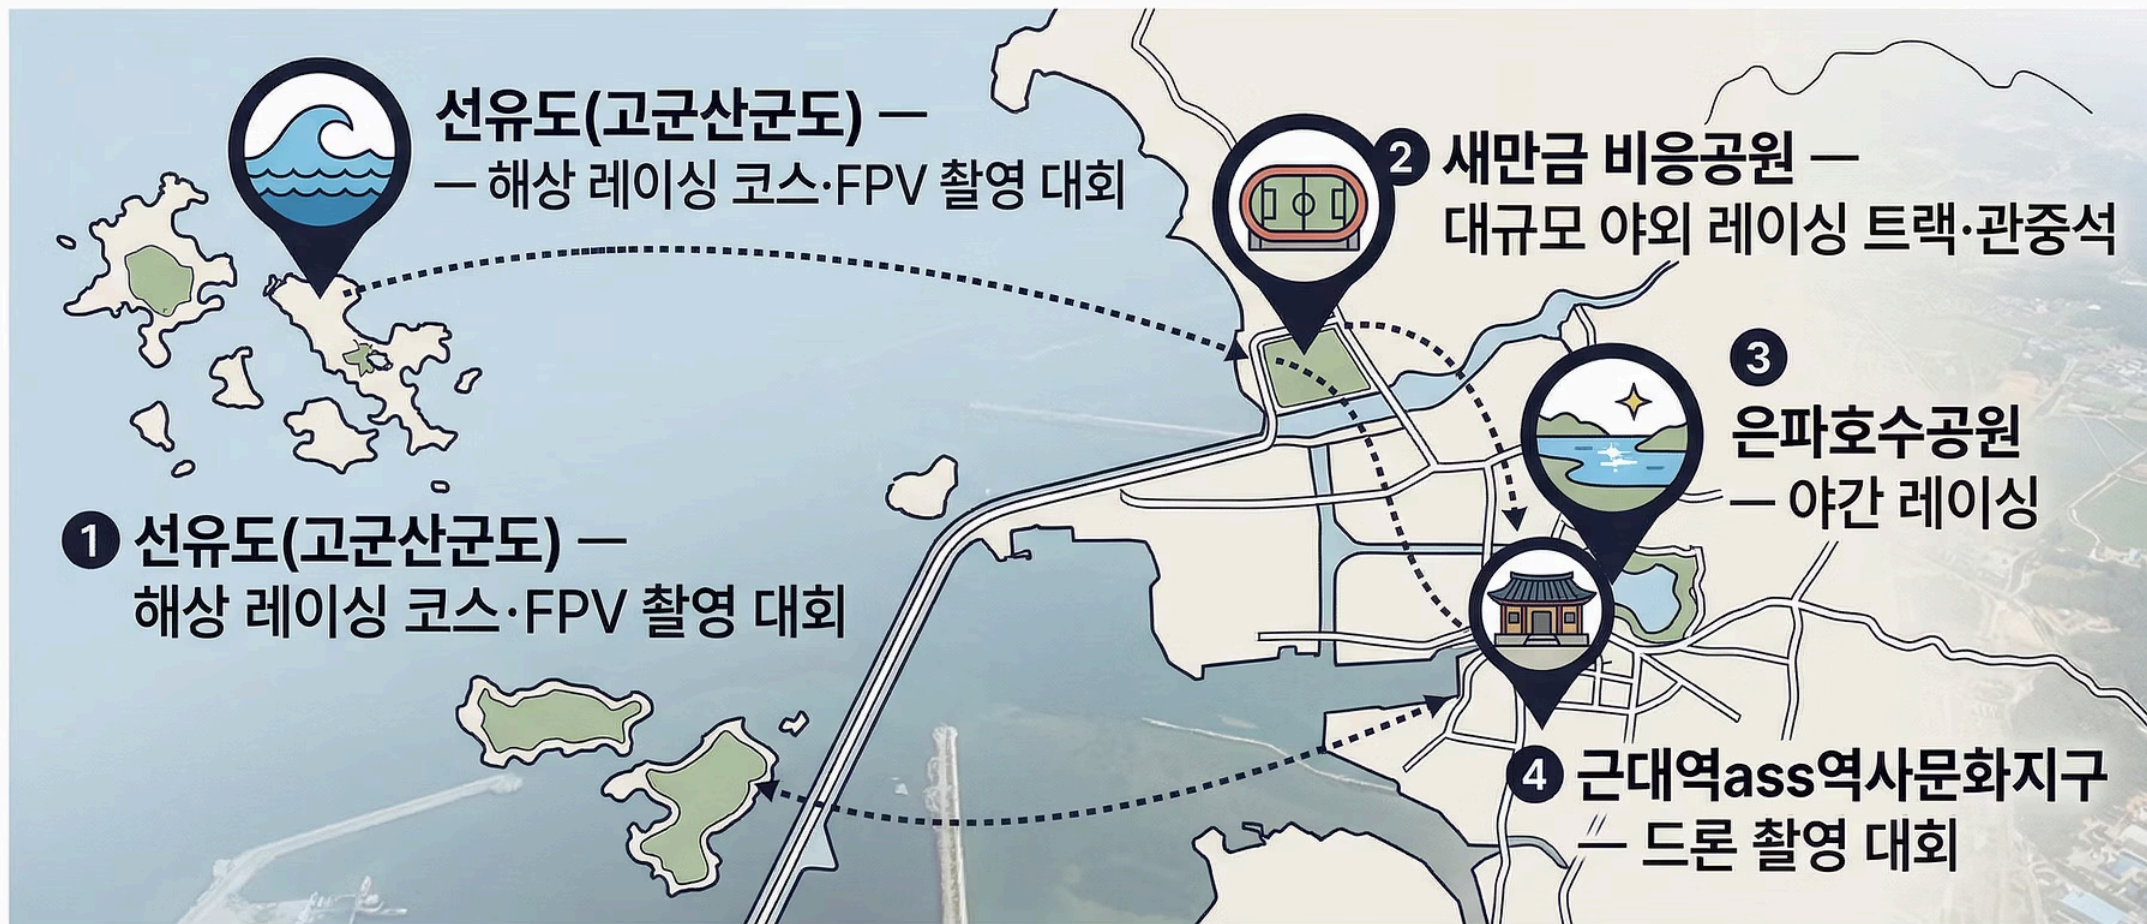 선유도(고군산군도) —
— 해상 레이싱 코스·FPV 촬영 대회
2 새만금 비응공원 —
대규모 야외 레이싱 트랙·관중석
3
은파호수공원
— 야간 레이싱
1 선유도(고군산군도) —
해상 레이싱 코스·FPV 촬영 대회
4 근대역ass역사문화지구
— 드론 촬영 대회